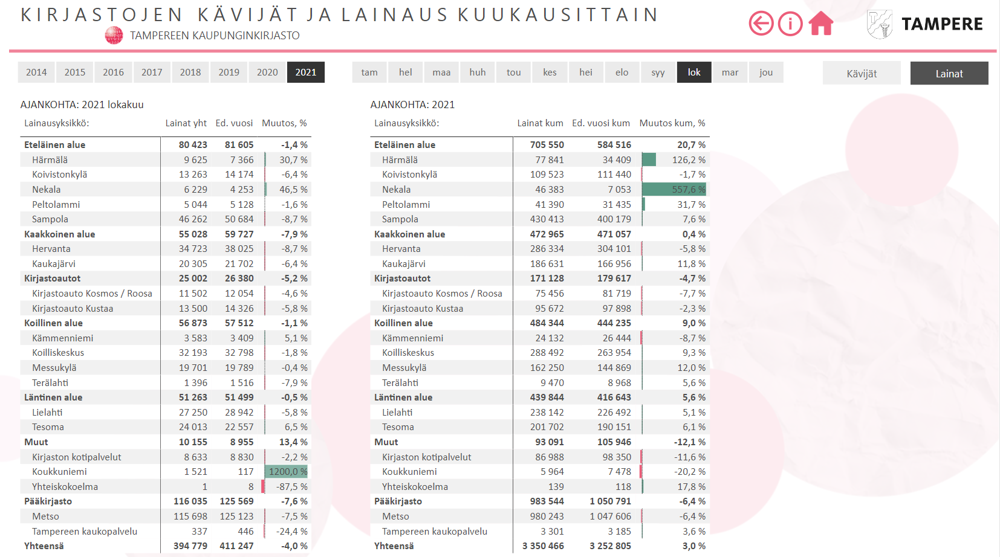 KIRJASTOJEN KÄVIJÄT JA LAINAUS KUUKAUSITTAIN
TAMPEREEN KAUPUNGINKIRJASTO
TAMPERE
2014 2015 2016 2017 2018 2019 2020 2021 tam hel maa huh tou kes hei elo syy lok mar jou Kävijät Lainat
AJANKOHTA: 2021 lokakuu
Lainausyksikkö: Lainat yht Ed. vuosi Muutos, %
Eteläinen alue 80 423 81 605 -1,4 %
Härmälä 9 625 7 366 30,7 %
Koivistonkylä 13 263 14 174 -6,4 %
Nekala 6 229 4 253 46,5 %
Peltolammi 5 044 5 128 -1,6 %
Sampola 46 262 50 684 -8,7 %
Kaakkoinen alue 55 028 59 727 -7,9 %
Hervanta 34 723 38 025 -8,7 %
Kaukajärvi 20 305 21 702 -6,4 %
Kirjastoautot 25 002 26 380 -5,2 %
Kirjastoauto Kosmos / Roosa 11 502 12 054 -4,6 %
Kirjastoauto Kustaa 13 500 14 326 -5,8 %
Koillinen alue 56 873 57 512 -1,1 %
Kämmenniemi 3 583 3 409 5,1 %
Koilliskeskus 32 193 32 798 -1,8 %
Messukylä 19 701 19 789 -0,4 %
Terälahti 1 396 1 516 -7,9 %
Läntinen alue 51 263 51 499 -0,5 %
Lielahti 27 250 28 942 -5,8 %
Tesoma 24 013 22 557 6,5 %
Muut 10 155 8 955 13,4 %
Kirjaston kotipalvelut 8 633 8 830 -2,2 %
Koukkuniemi 1 521 117 1200,0 %
Yhteiskokoelma 1 8 -87,5 %
Pääkirjasto 116 035 125 569 -7,6 %
Metso 115 698 125 123 -7,5 %
Tampereen kaukopalvelu 337 446 -24,4 %
Yhteensä 394 779 411 247 -4,0 %
AJANKOHTA: 2021
Lainausyksikkö: Lainat kum Ed. vuosi kum Muutos kum, %
Eteläinen alue 705 550 584 516 20,7 %
Härmälä 77 841 34 409 126,2 %
Koivistonkylä 109 523 111 440 -1,7 %
Nekala 46 383 7 053 557,6 %
Peltolammi 41 390 31 435 31,7 %
Sampola 430 413 400 179 7,6 %
Kaakkoinen alue 472 965 471 057 0,4 %
Hervanta 286 334 304 101 -5,8 %
Kaukajärvi 186 631 166 956 11,8 %
Kirjastoautot 171 128 179 617 -4,7 %
Kirjastoauto Kosmos / Roosa 75 456 81 719 -7,7 %
Kirjastoauto Kustaa 95 672 97 898 -2,3 %
Koillinen alue 484 344 444 235 9,0 %
Kämmenniemi 24 132 26 444 -8,7 %
Koilliskeskus 288 492 263 954 9,3 %
Messukylä 162 250 144 869 12,0 %
Terälahti 9 470 8 968 5,6 %
Läntinen alue 439 844 416 643 5,6 %
Lielahti 238 142 226 492 5,1 %
Tesoma 201 702 190 151 6,1 %
Muut 93 091 105 946 -12,1 %
Kirjaston kotipalvelut 86 988 98 350 -11,6 %
Koukkuniemi 5 964 7 478 -20,2 %
Yhteiskokoelma 139 118 17,8 %
Pääkirjasto 983 544 1 050 791 -6,4 %
Metso 980 243 1 047 606 -6,4 %
Tampereen kaukopalvelu 3 301 3 185 3,6 %
Yhteensä 3 350 466 3 252 805 3,0 %